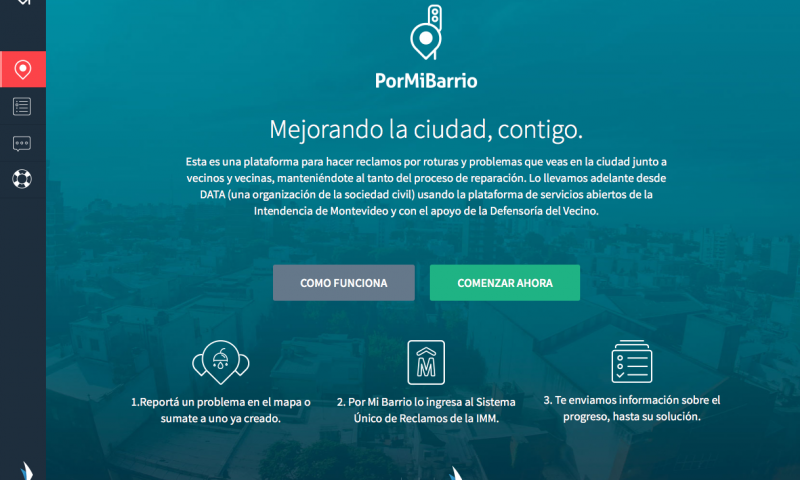 PorMiBarrio
Mejorando la ciudad, contigo.
Esta es una plataforma para hacer reclamos por roturas y problemas que veas en la ciudad junto a
vecinos y vecinas, manteniéndote al tanto del proceso de reparación. Lo llevamos adelante desde
DATA (una organización de la sociedad civil) usando la plataforma de servicios abiertos de la
Intendencia de Montevideo y con el apoyo de la Defensoría del Vecino.
COMO FUNCIONA
COMENZAR AHORA
1.Reportá un problema en el mapa o
sumate a uno ya creado.
2. Por Mi Barrio lo ingresa al Sistema
Único de Reclamos de la IMM.
3. Te enviamos información sobre el
progreso, hasta su solución.